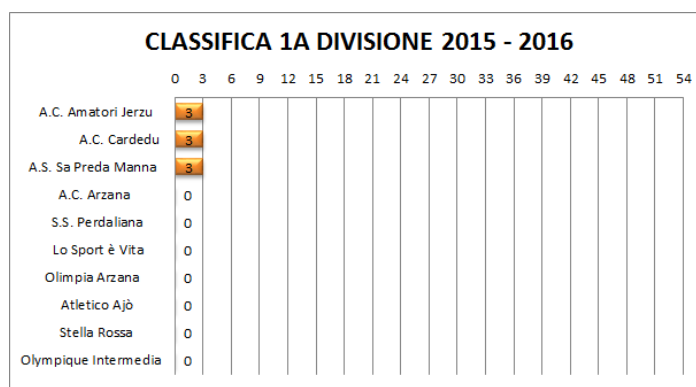 CLASSIFICA 1A DIVISIONE 2015 - 2016
0 3 6 9 12 15 18 21 24 27 30 33 36 39 42 45 48 51 54
A.C. Amatori Jerzu 3
A.C. Cardedu 3
A.S. Sa Preda Manna 3
A.C. Arzana 0
S.S. Perdaliana 0
Lo Sport è Vita 0
Olimpia Arzana 0
Atletico Ajò 0
Stella Rossa 0
Olympique Intermedia 0